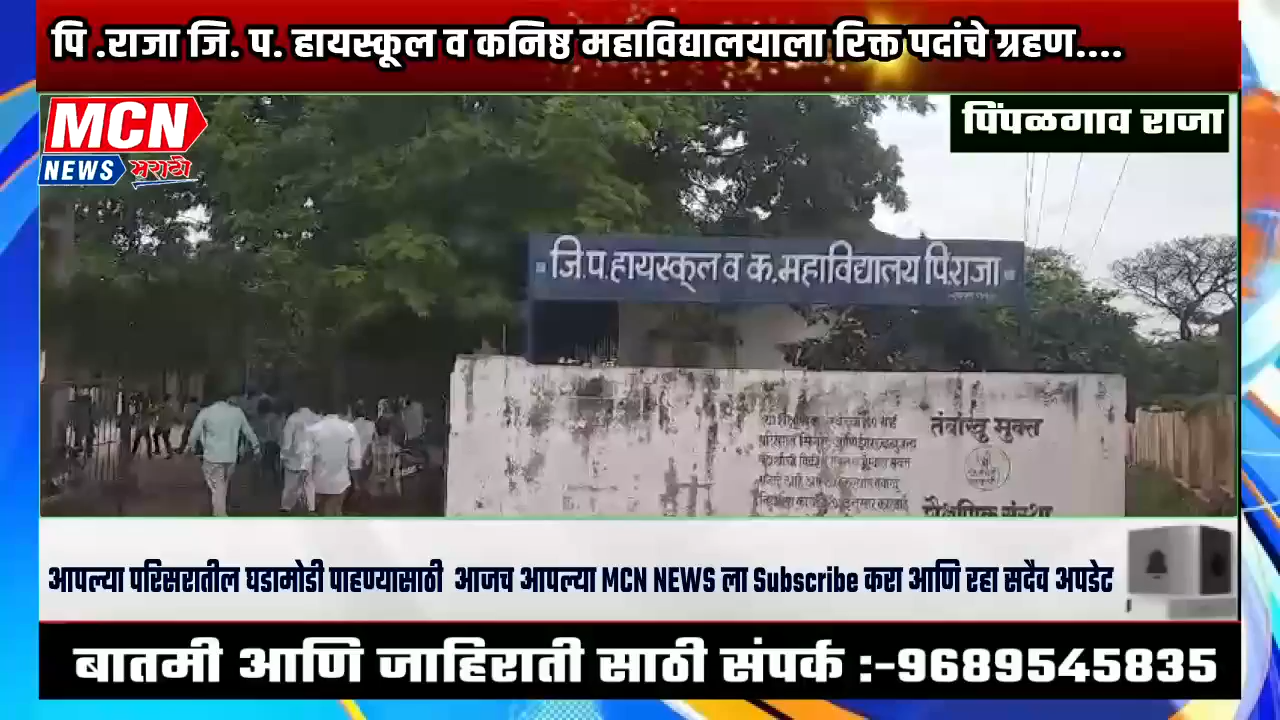 पि .राजा जि. प. हायस्कूल व कनिष्ठ महाविद्यालयाला रिक्त पदांचे ग्रहण....
MCN
NEWS मराठी
पिंपळगाव राजा
जि.प.हायस्कूल व क.महाविद्यालय पि.राजा
तंबाखु मुक्त
शैक्षणिक संस्था
आपल्या परिसरातील घडामोडी पाहण्यासाठी आजच आपल्या MCN NEWS ला Subscribe करा आणि रहा सदैव अपडेट
बातमी आणि जाहिराती साठी संपर्क :-9689545835